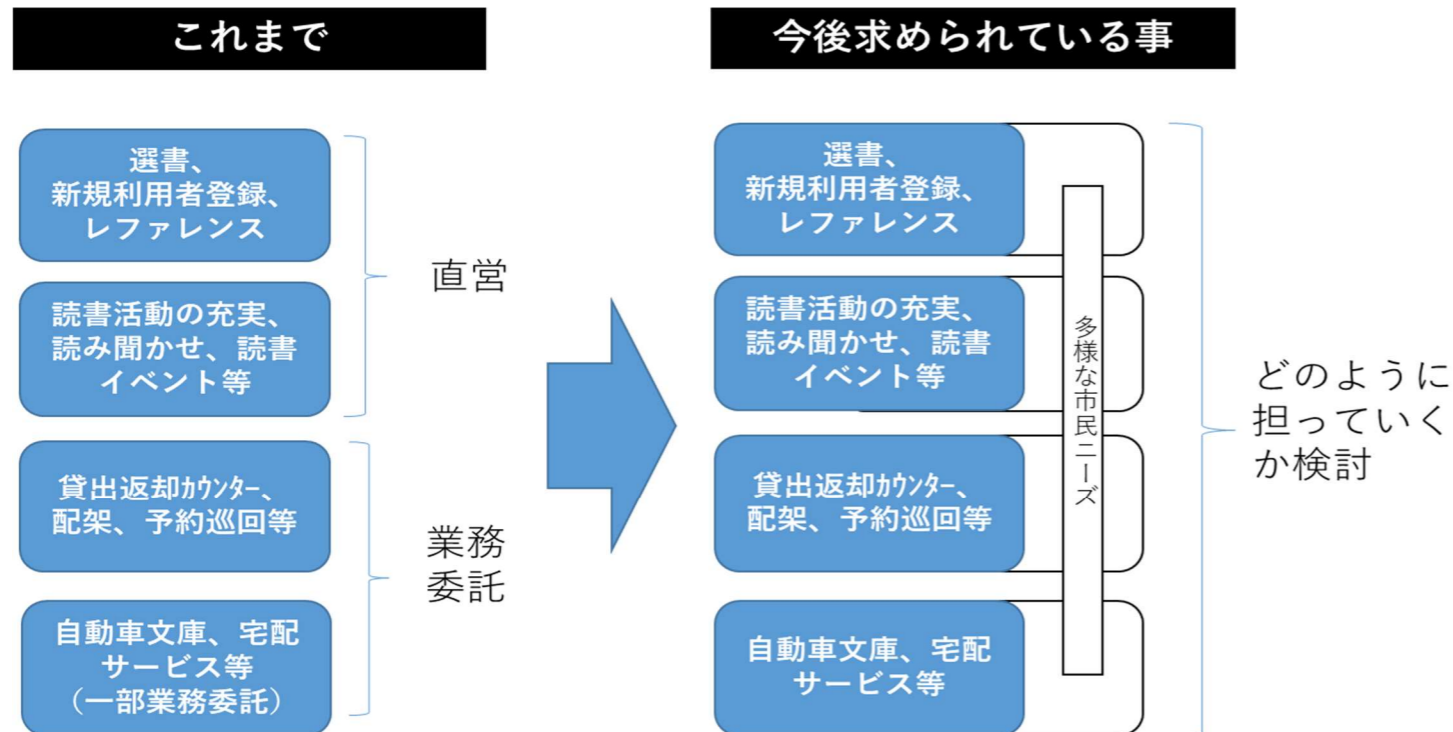 これまで
選書、
新規利用者登録、
レファレンス
読書活動の充実、
読み聞かせ、読書
イベント等
直営
貸出返却ｶｳﾝﾀｰ、
配架、予約巡回等
自動車文庫、宅配
サービス等
（一部業務委託）
業務
委託
今後求められている事
選書、
新規利用者登録、
レファレンス
読書活動の充実、
読み聞かせ、読書
イベント等
貸出返却ｶｳﾝﾀｰ、
配架、予約巡回等
自動車文庫、宅配
サービス等
多様な市民ニーズ
どのように
担っていく
か検討